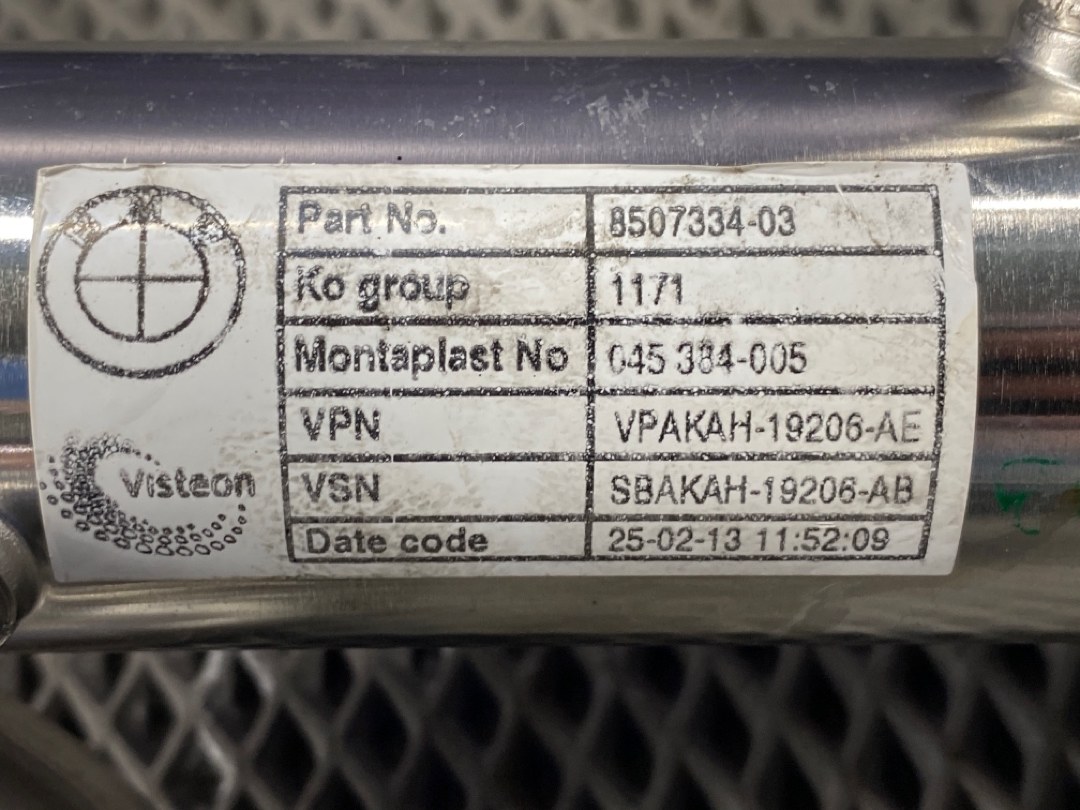 BMW
Part No. 8507334-03
Ko group 1171
Montaplast No 045 384-005
VPN VPAKAH-19206-AE
VSN SBAKAH-19206-AB
Visteon
Date code 25-02-13 11:52:09